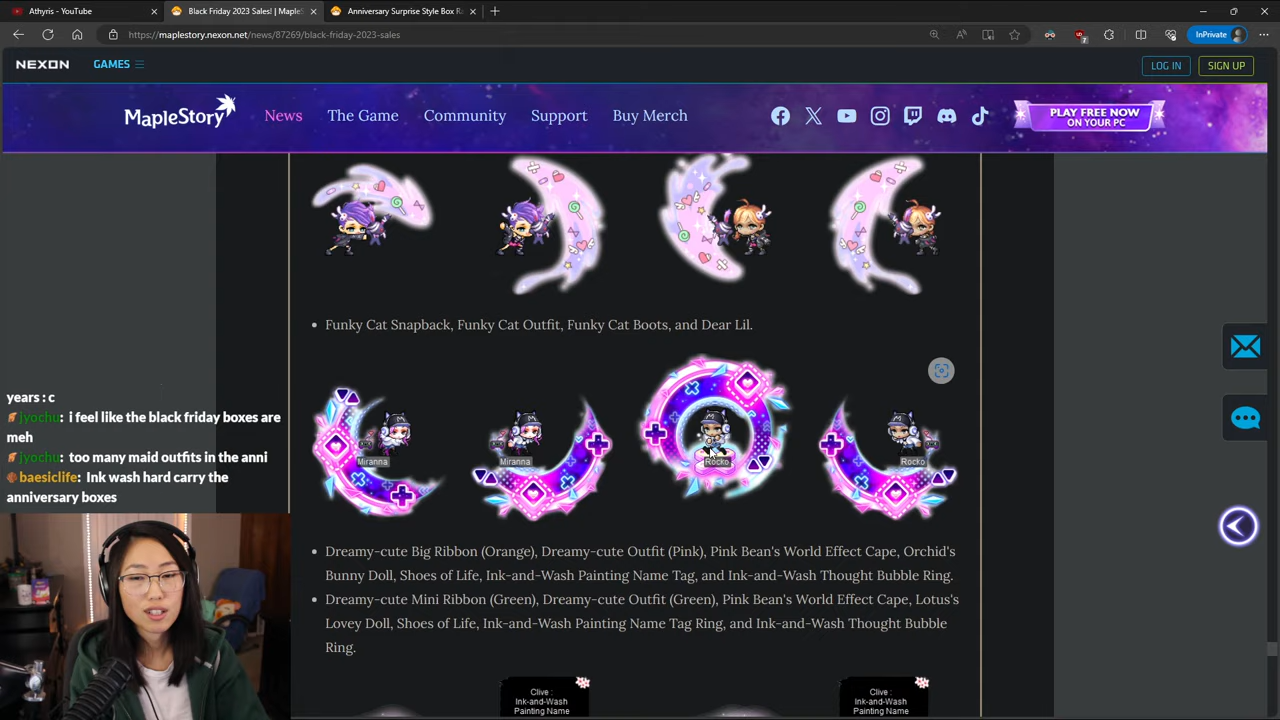 Athyris - YouTube
Black Friday 2023 Sales! | MapleS
Anniversary Surprise Style Box Ra
InPrivate
https://maplestory.nexon.net/news/87269/black-friday-2023-sales
7
NEXON
GAMES
LOG IN
SIGN UP
MapleStory
News
The Game
Community
Support
Buy Merch
PLAY FREE NOW
ON YOUR PC
Funky Cat Snapback, Funky Cat Outfit, Funky Cat Boots, and Dear Lil.
Miranna
Miranna
Rocko
Rocko
years : c
jyochu: i feel like the black friday boxes are
meh
jyochu: too many maid outfits in the anni
baesiclife: Ink wash hard carry the
anniversary boxes
Dreamy-cute Big Ribbon (Orange), Dreamy-cute Outfit (Pink), Pink Bean's World Effect Cape, Orchid's
Bunny Doll, Shoes of Life, Ink-and-Wash Painting Name Tag, and Ink-and-Wash Thought Bubble Ring.
Dreamy-cute Mini Ribbon (Green), Dreamy-cute Outfit (Green), Pink Bean's World Effect Cape, Lotus's
Lovey Doll, Shoes of Life, Ink-and-Wash Painting Name Tag Ring, and Ink-and-Wash Thought Bubble
Ring.
Clive :
Ink-and-Wash
Painting Name
Clive :
Ink-and-Wash
Painting Name